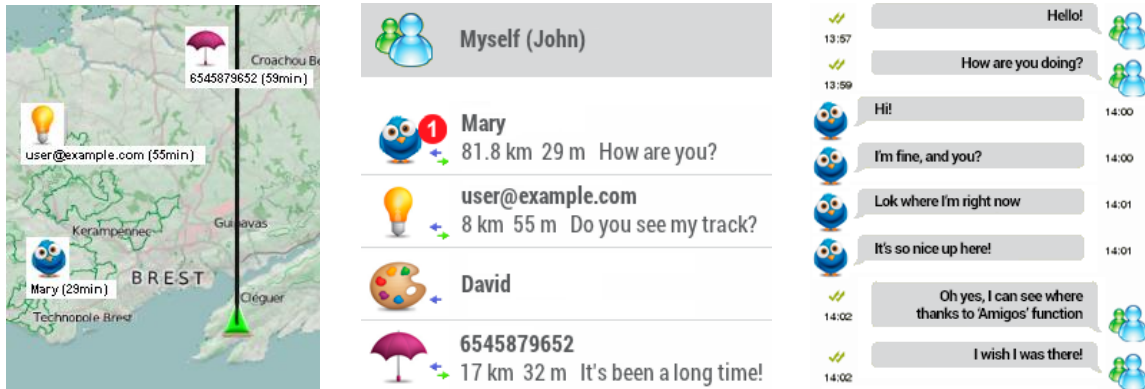 Croachou Be
6545879652 (59min)
user@example.com (55min)
Guipavas
Kerampennec
BREST
Mary (29min)
Cléguer
Technopole Brest
Myself (John)
1
Mary
81.8 km 29 m How are you?
user@example.com
8 km 55 m Do you see my track?
David
6545879652
17 km 32 m It's been a long time!
Hello!
13:57
How are you doing?
13:59
Hi!
14:00
I'm fine, and you?
14:00
Lok where I'm right now
14:01
It's so nice up here!
14:01
Oh yes, I can see where
thanks to 'Amigos' function
14:02
I wish I was there!
14:02